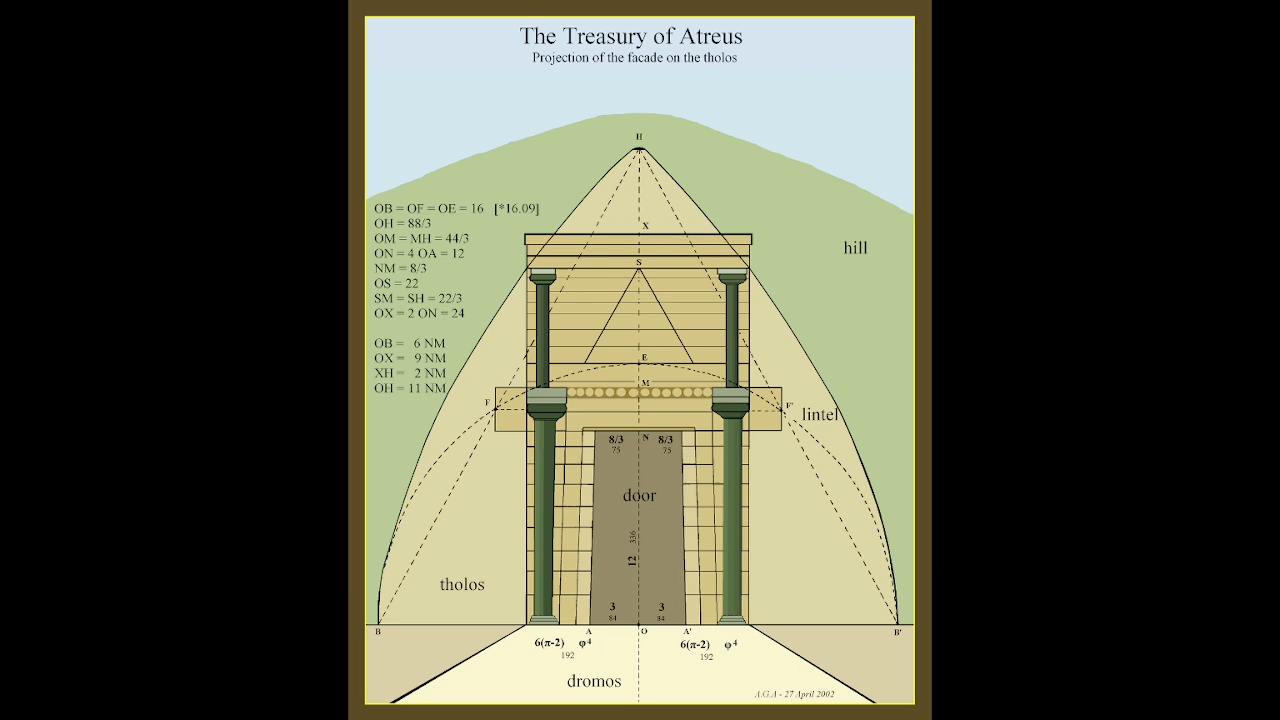 The Treasury of Atreus
Projection of the facade on the tholos
H
OB = OF = OE = 16 [*16.09]
OH = 88/3
OM = MH = 44/3
ON = 4 OA = 12
NM = 8/3
OS = 22
SM = SH = 22/3
OX = 2 ON = 24
OB = 6 NM
OX = 9 NM
XH = 2 NM
OH = 11 NM
X
hill
S
E
M
F
F'
lintel
8/3 N 8/3
75 75
door
336
12
tholos
3 3
84 84
B A O A' B'
6(π-2) φ⁴ 6(π-2) φ⁴
192 192
dromos
A.G.A - 27 April 2002